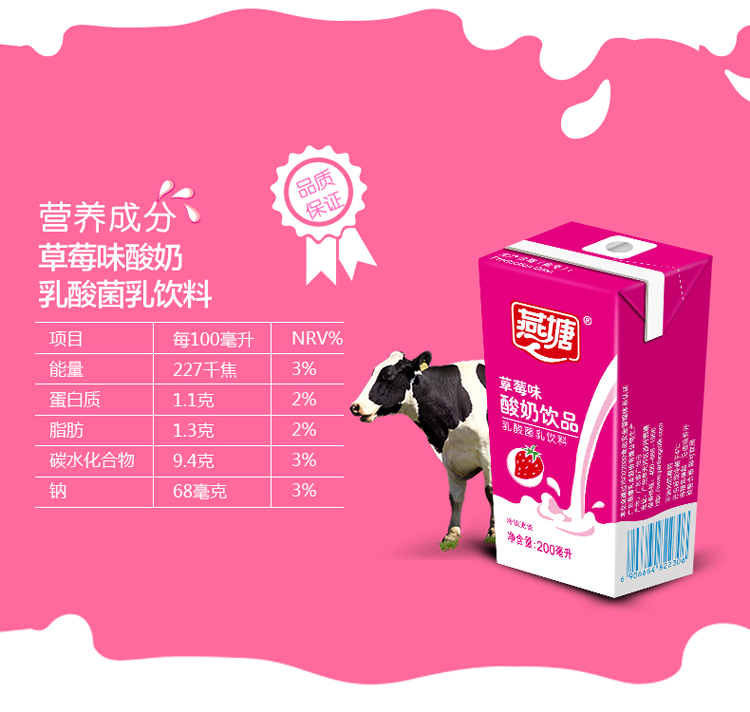 品质
保证
营养成分
草莓味酸奶
乳酸菌乳饮料
项目 每100毫升 NRV%
能量 227千焦 3%
蛋白质 1.1克 2%
脂肪 1.3克 2%
碳水化合物 9.4克 3%
钠 68毫克 3%
燕塘®
草莓味
酸奶饮品
乳酸菌乳饮料
净含量:200毫升
6 906664 822306